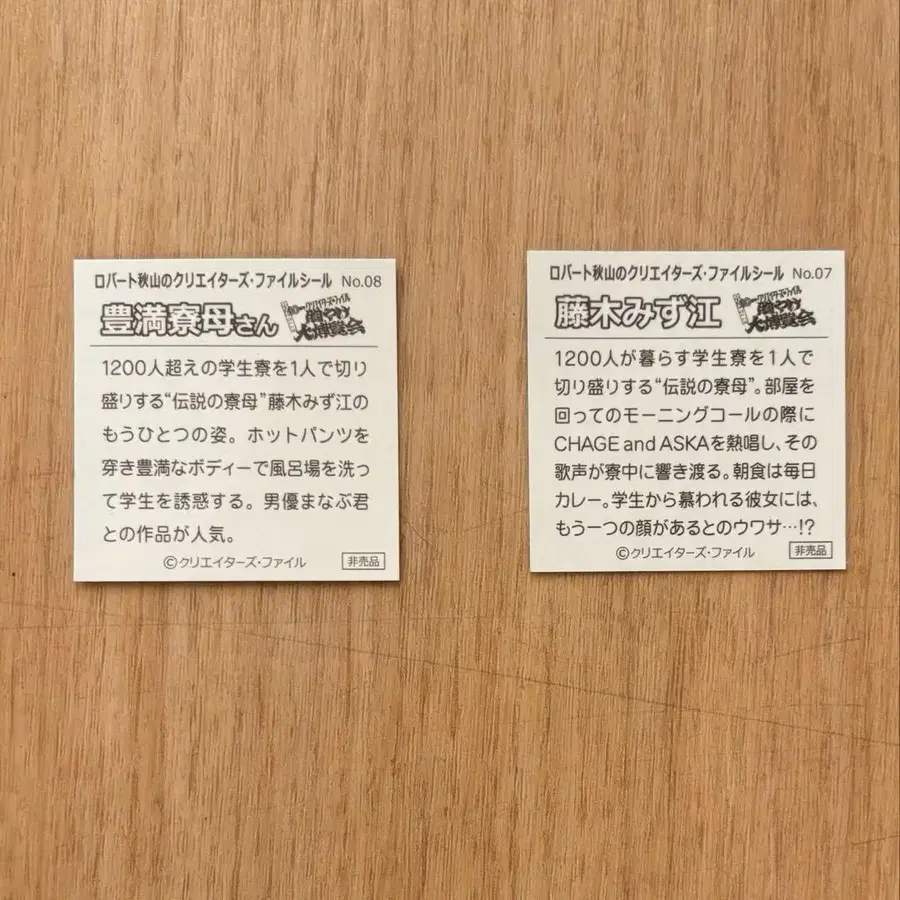 ロバート秋山のクリエイターズ・ファイルシール No.08
豊満寮母さん
大博覧会
1200人超えの学生寮を1人で切り
盛りする“伝説の寮母”藤木みず江の
もうひとつの姿。ホットパンツを
穿き豊満なボディーで風呂場を洗っ
て学生を誘惑する。男優まなぶ君
との作品が人気。
©クリエイターズ・ファイル 非売品
ロバート秋山のクリエイターズ・ファイルシール No.07
藤木みず江
大博覧会
1200人が暮らす学生寮を1人で
切り盛りする“伝説の寮母”。部屋を
回ってのモーニングコールの際に
CHAGE and ASKAを熱唱し、その
歌声が寮中に響き渡る。朝食は毎日
カレー。学生から慕われる彼女には、
もう一つの顔があるとのウワサ…!?
©クリエイターズ・ファイル 非売品